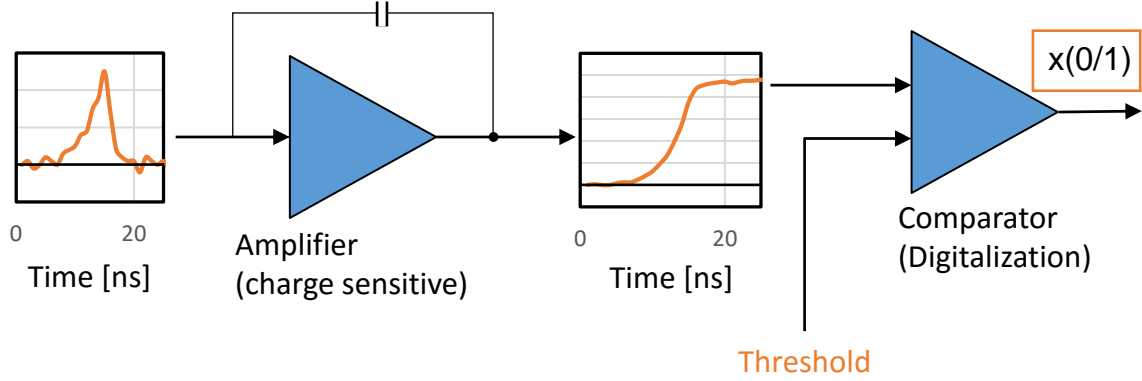 x(0/1)
0 20
Time [ns]
Amplifier
(charge sensitive)
0 20
Time [ns]
Comparator
(Digitalization)
Threshold